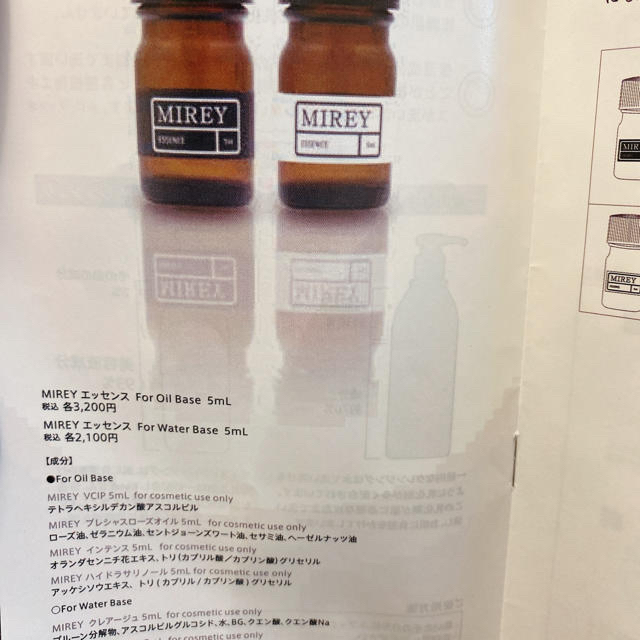 MIREY
ESSENCE 5ml
MIREY
ESSENCE 5ml
MIREY エッセンス For Oil Base 5mL
税込 各3,200円
MIREY エッセンス For Water Base 5mL
税込 各2,100円
【成分】
●For Oil Base
MIREY VCIP 5mL for cosmetic use only
テトラヘキシルデカン酸アスコルビル
MIREY プレシャスローズオイル 5mL for cosmetic use only
ローズ油、ゼラニウム油、セントジョーンズワート油、セサミ油、ヘーゼルナッツ油
MIREY インテンス 5mL for cosmetic use only
オランダセンニチ花エキス、トリ(カプリル酸/カプリン酸)グリセリル
MIREY ハイドラサリノール 5mL for cosmetic use only
アッケシソウエキス、トリ(カプリル/カプリン酸)グリセリル
○For Water Base
MIREY クレアージュ 5mL for cosmetic use only
プルーン分解物、アスコルビルグルコシド、水、BG、クエン酸、クエン酸Na
MIREY